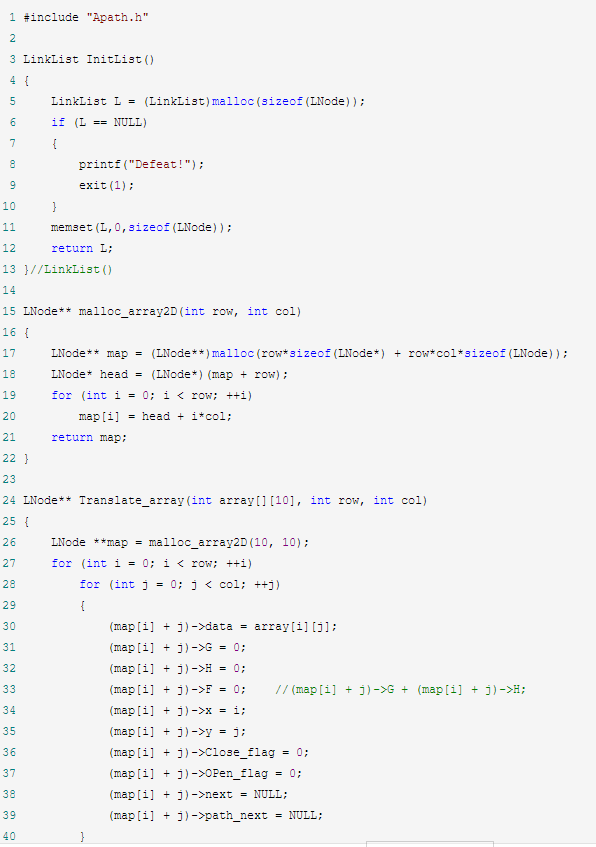 1 #include "Apath.h"
2
3 LinkList InitList()
4 {
5     LinkList L = (LinkList)malloc(sizeof(LNode));
6     if (L == NULL)
7     {
8         printf("Defeat!");
9         exit(1);
10     }
11     memset(L,0,sizeof(LNode));
12     return L;
13 }//LinkList()
14
15 LNode** malloc_array2D(int row, int col)
16 {
17     LNode** map = (LNode**)malloc(row*sizeof(LNode*) + row*col*sizeof(LNode));
18     LNode* head = (LNode*)(map + row);
19     for (int i = 0; i < row; ++i)
20         map[i] = head + i*col;
21     return map;
22 }
23
24 LNode** Translate_array(int array[][10], int row, int col)
25 {
26     LNode **map = malloc_array2D(10, 10);
27     for (int i = 0; i < row; ++i)
28         for (int j = 0; j < col; ++j)
29         {
30             (map[i] + j)->data = array[i][j];
31             (map[i] + j)->G = 0;
32             (map[i] + j)->H = 0;
33             (map[i] + j)->F = 0;    //(map[i] + j)->G + (map[i] + j)->H;
34             (map[i] + j)->x = i;
35             (map[i] + j)->y = j;
36             (map[i] + j)->Close_flag = 0;
37             (map[i] + j)->OPen_flag = 0;
38             (map[i] + j)->next = NULL;
39             (map[i] + j)->path_next = NULL;
40         }